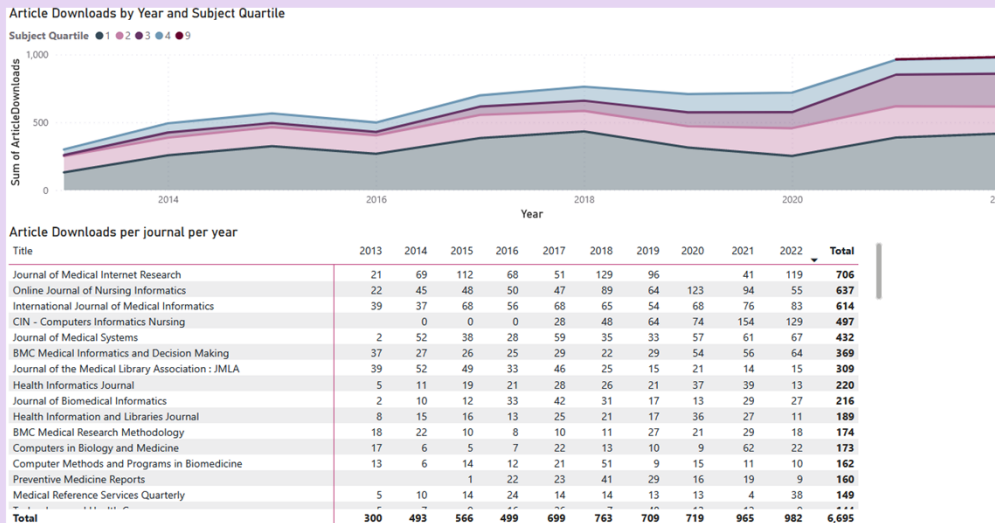 Article Downloads by Year and Subject Quartile
Subject Quartile 1 2 3 4 9
1,000
500
0
Sum of ArticleDownloads
2014 2016 2018 2020
Year
Article Downloads per journal per year
Title 2013 2014 2015 2016 2017 2018 2019 2020 2021 2022 Total
Journal of Medical Internet Research 21 69 112 68 51 129 96 41 119 706
Online Journal of Nursing Informatics 22 45 48 50 47 89 64 123 94 55 637
International Journal of Medical Informatics 39 37 68 56 68 65 54 68 76 83 614
CIN - Computers Informatics Nursing 0 0 0 28 48 64 74 154 129 497
Journal of Medical Systems 2 52 38 28 59 35 33 57 61 67 432
BMC Medical Informatics and Decision Making 37 27 26 25 29 22 29 54 56 64 369
Journal of the Medical Library Association : JMLA 39 52 49 33 46 25 15 21 14 15 309
Health Informatics Journal 5 11 19 21 28 26 21 37 39 13 220
Journal of Biomedical Informatics 2 10 12 33 42 31 17 13 29 27 216
Health Information and Libraries Journal 8 15 16 13 25 21 17 36 27 11 189
BMC Medical Research Methodology 18 22 10 8 10 11 27 21 29 18 174
Computers in Biology and Medicine 17 6 5 7 22 13 10 9 62 22 173
Computer Methods and Programs in Biomedicine 13 6 14 12 21 51 9 15 11 10 162
Preventive Medicine Reports 1 22 23 41 29 16 19 9 160
Medical Reference Services Quarterly 5 10 14 24 14 14 13 13 4 38 149
Total 300 493 566 499 699 763 709 719 965 982 6,695